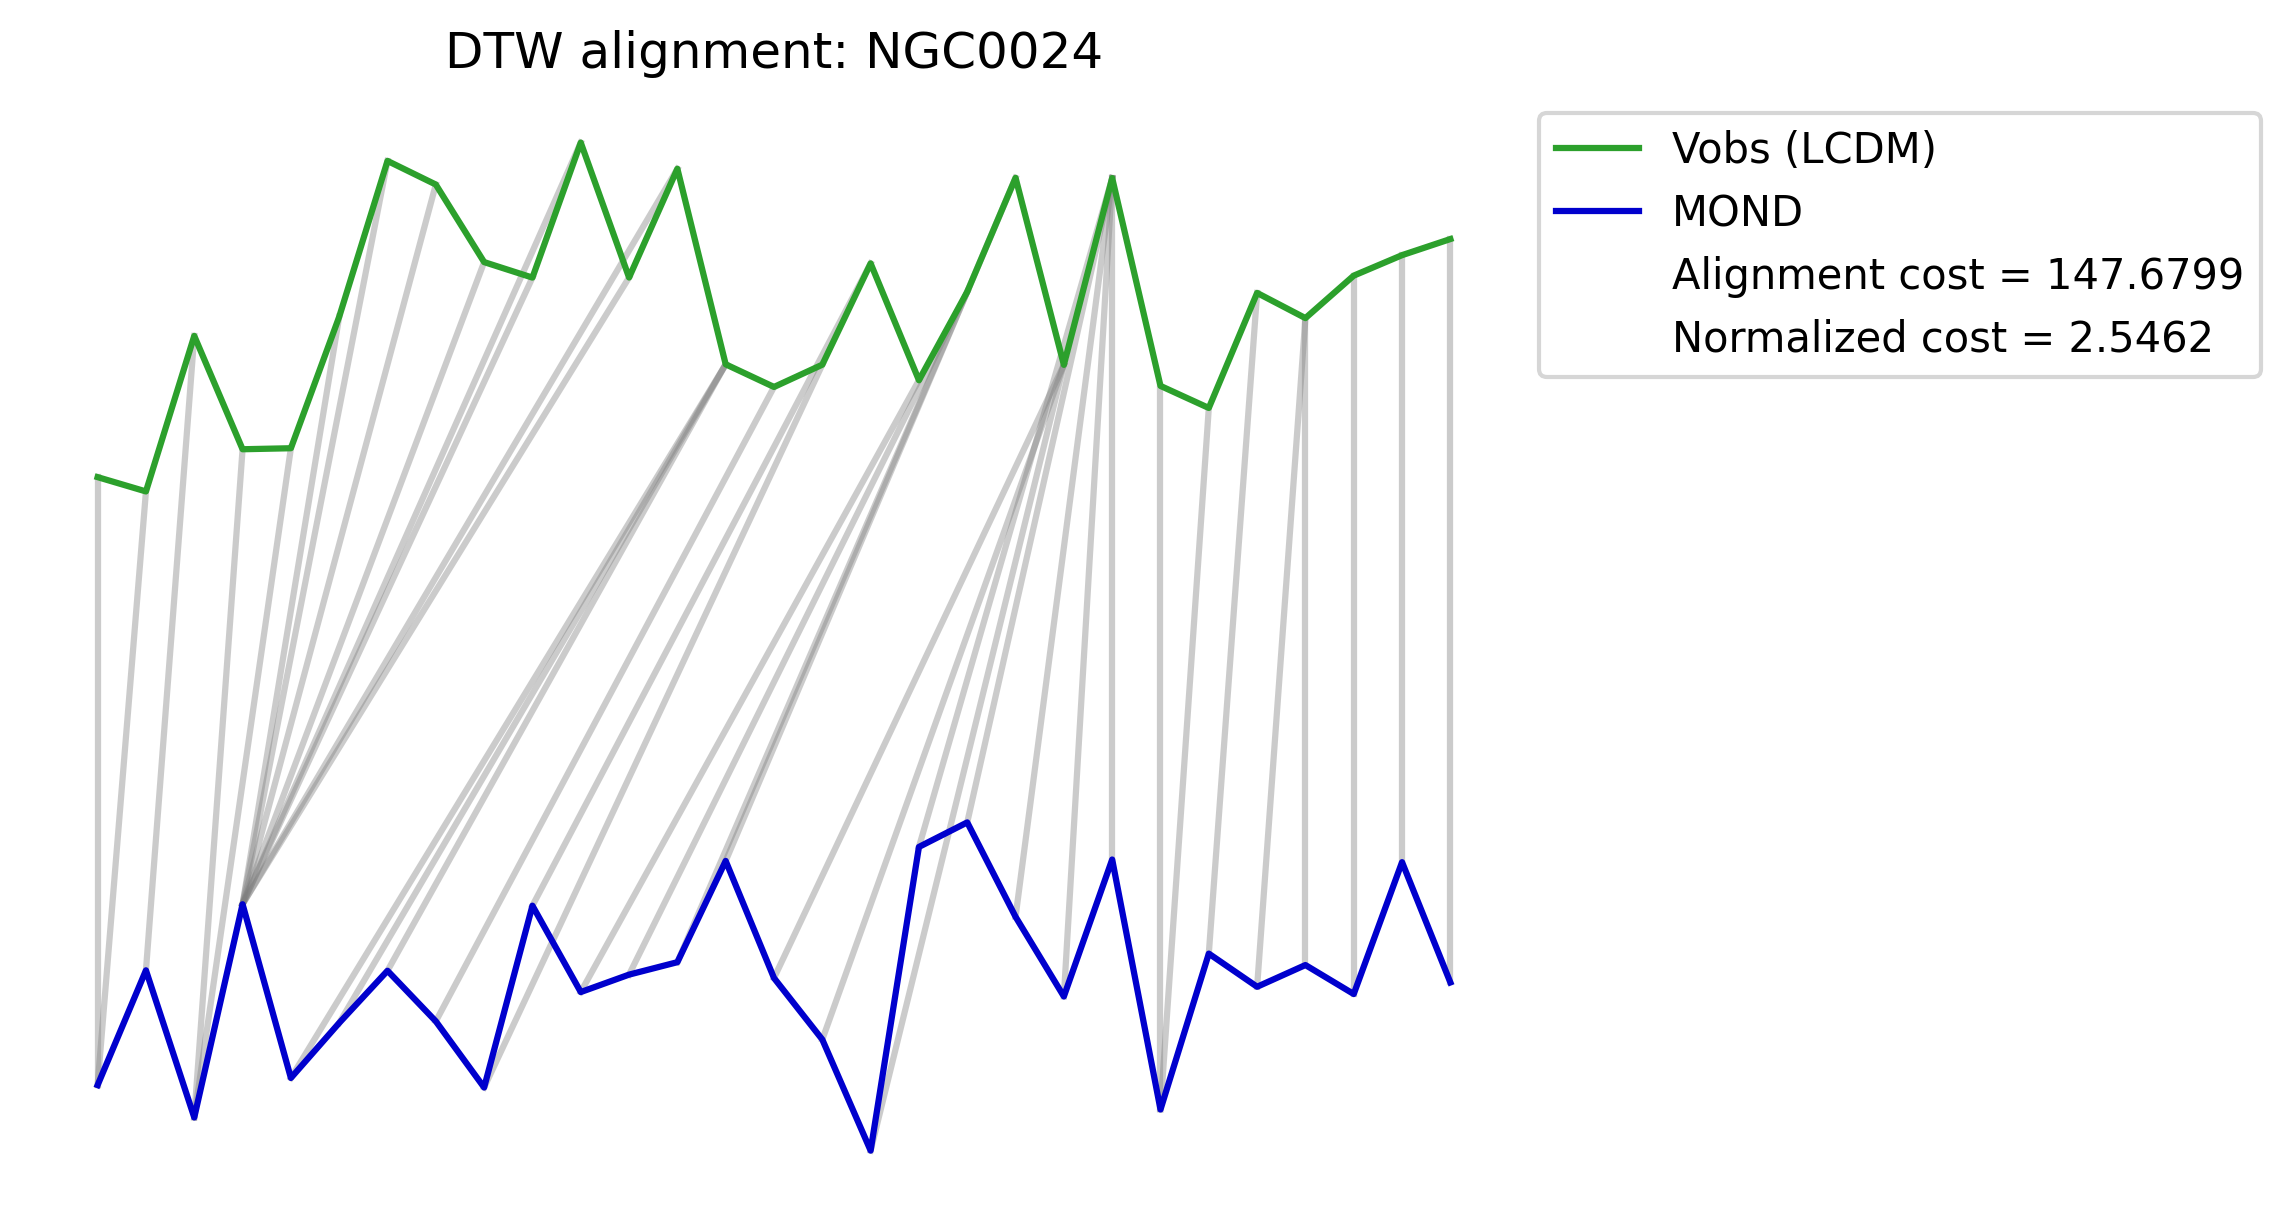 DTW alignment: NGC0024
Vobs (LCDM)
MOND
Alignment cost = 147.6799
Normalized cost = 2.5462